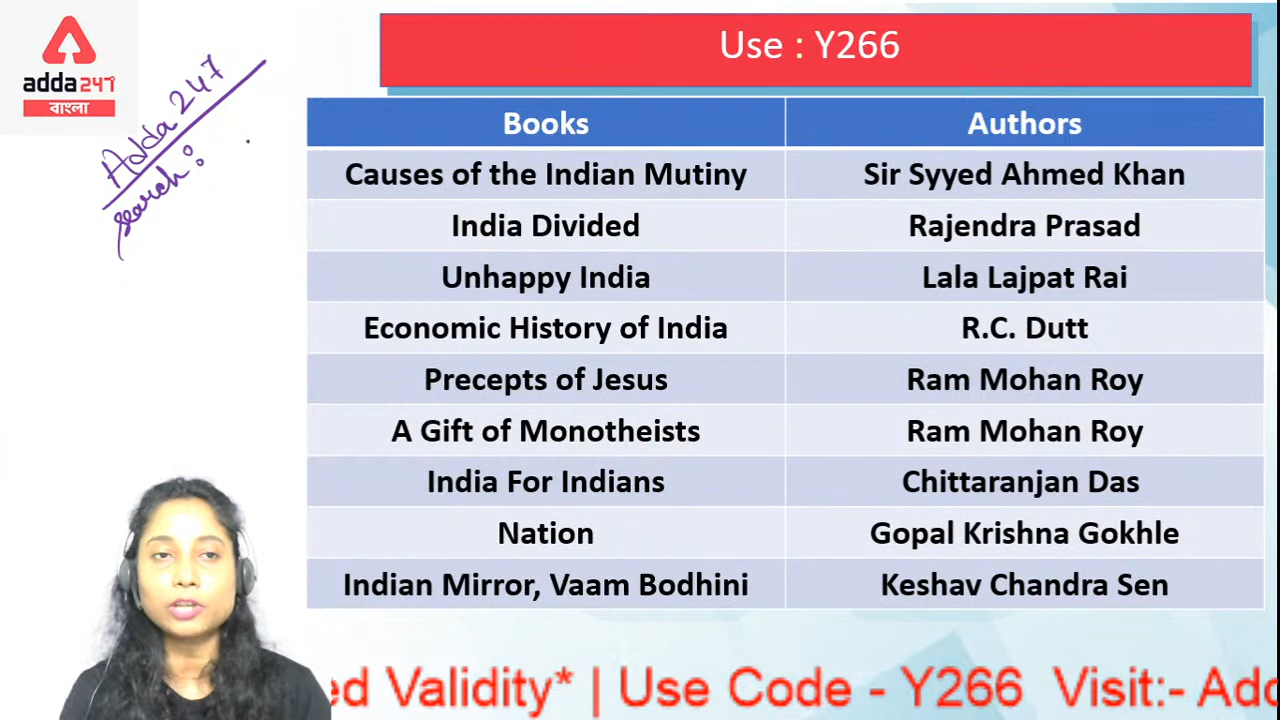 adda247
বাংলা
Adda 247
search:
Use : Y266
Books Authors
Causes of the Indian Mutiny Sir Syyed Ahmed Khan
India Divided Rajendra Prasad
Unhappy India Lala Lajpat Rai
Economic History of India R.C. Dutt
Precepts of Jesus Ram Mohan Roy
A Gift of Monotheists Ram Mohan Roy
India For Indians Chittaranjan Das
Nation Gopal Krishna Gokhle
Indian Mirror, Vaam Bodhini Keshav Chandra Sen
ed Validity* | Use Code - Y266 Visit:- Add